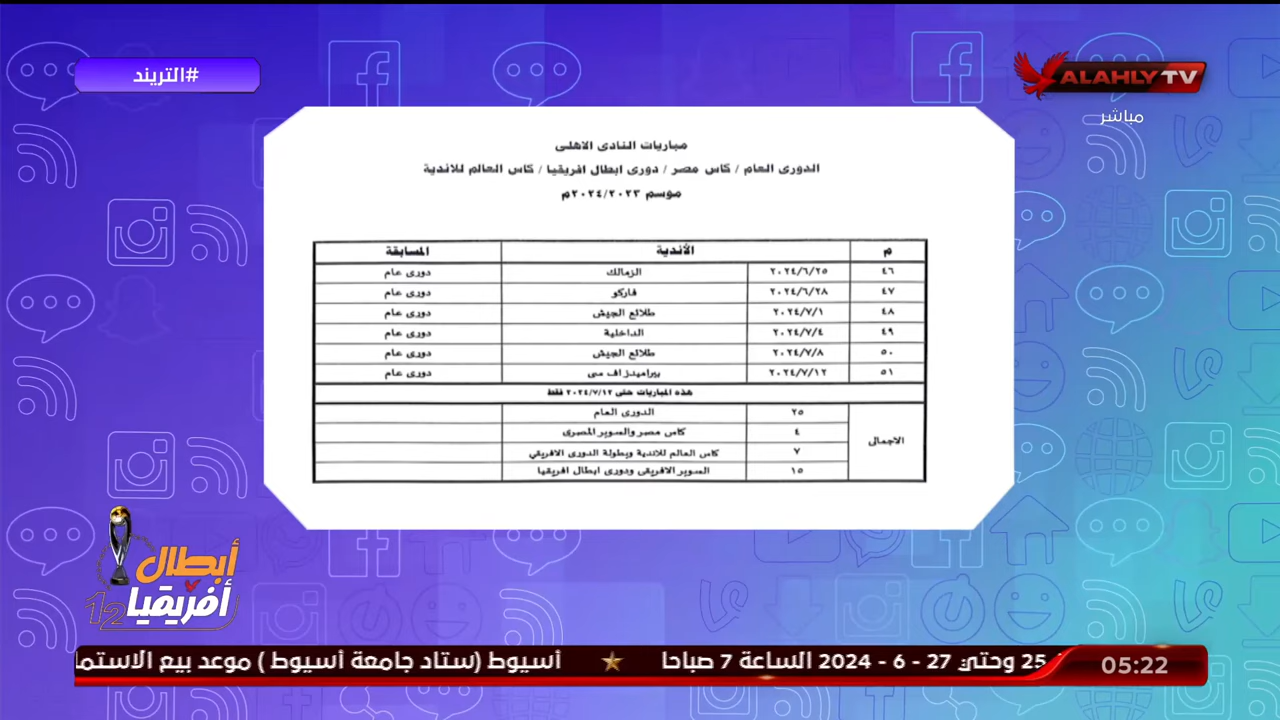 #التريند
ALAHLY TV
مباشر
مباريات النادى الاهلى
الدورى العام / كاس مصر / دورى ابطال افريقيا / كاس العالم للاندية
موسم ٢٠٢٤/٢٠٢٣م
م الأندية المسابقة
٤٦ ٢٠٢٤/٦/٢٥ الزمالك دورى عام
٤٧ ٢٠٢٤/٦/٢٨ فاركو دورى عام
٤٨ ٢٠٢٤/٧/١ طلائع الجيش دورى عام
٤٩ ٢٠٢٤/٧/٤ الداخلية دورى عام
٥٠ ٢٠٢٤/٧/٨ طلائع الجيش دورى عام
٥١ ٢٠٢٤/٧/١٢ بيراميدز اف سى دورى عام
هذه المباريات حتى ٢٠٢٤/٧/١٢ فقط
الاجمالى
٢٥ الدورى العام
٤ كاس مصر والسوبر المصرى
٧ كاس العالم للاندية وبطولة الدورى الافريقي
١٥ السوبر الافريقى ودورى ابطال افريقيا
أبطال
أفريقيا
12
25 وحتي 27 - 6 - 2024 الساعة 7 صباحا ★ أسيوط (ستاد جامعة أسيوط ) موعد بيع الاستما
05:22